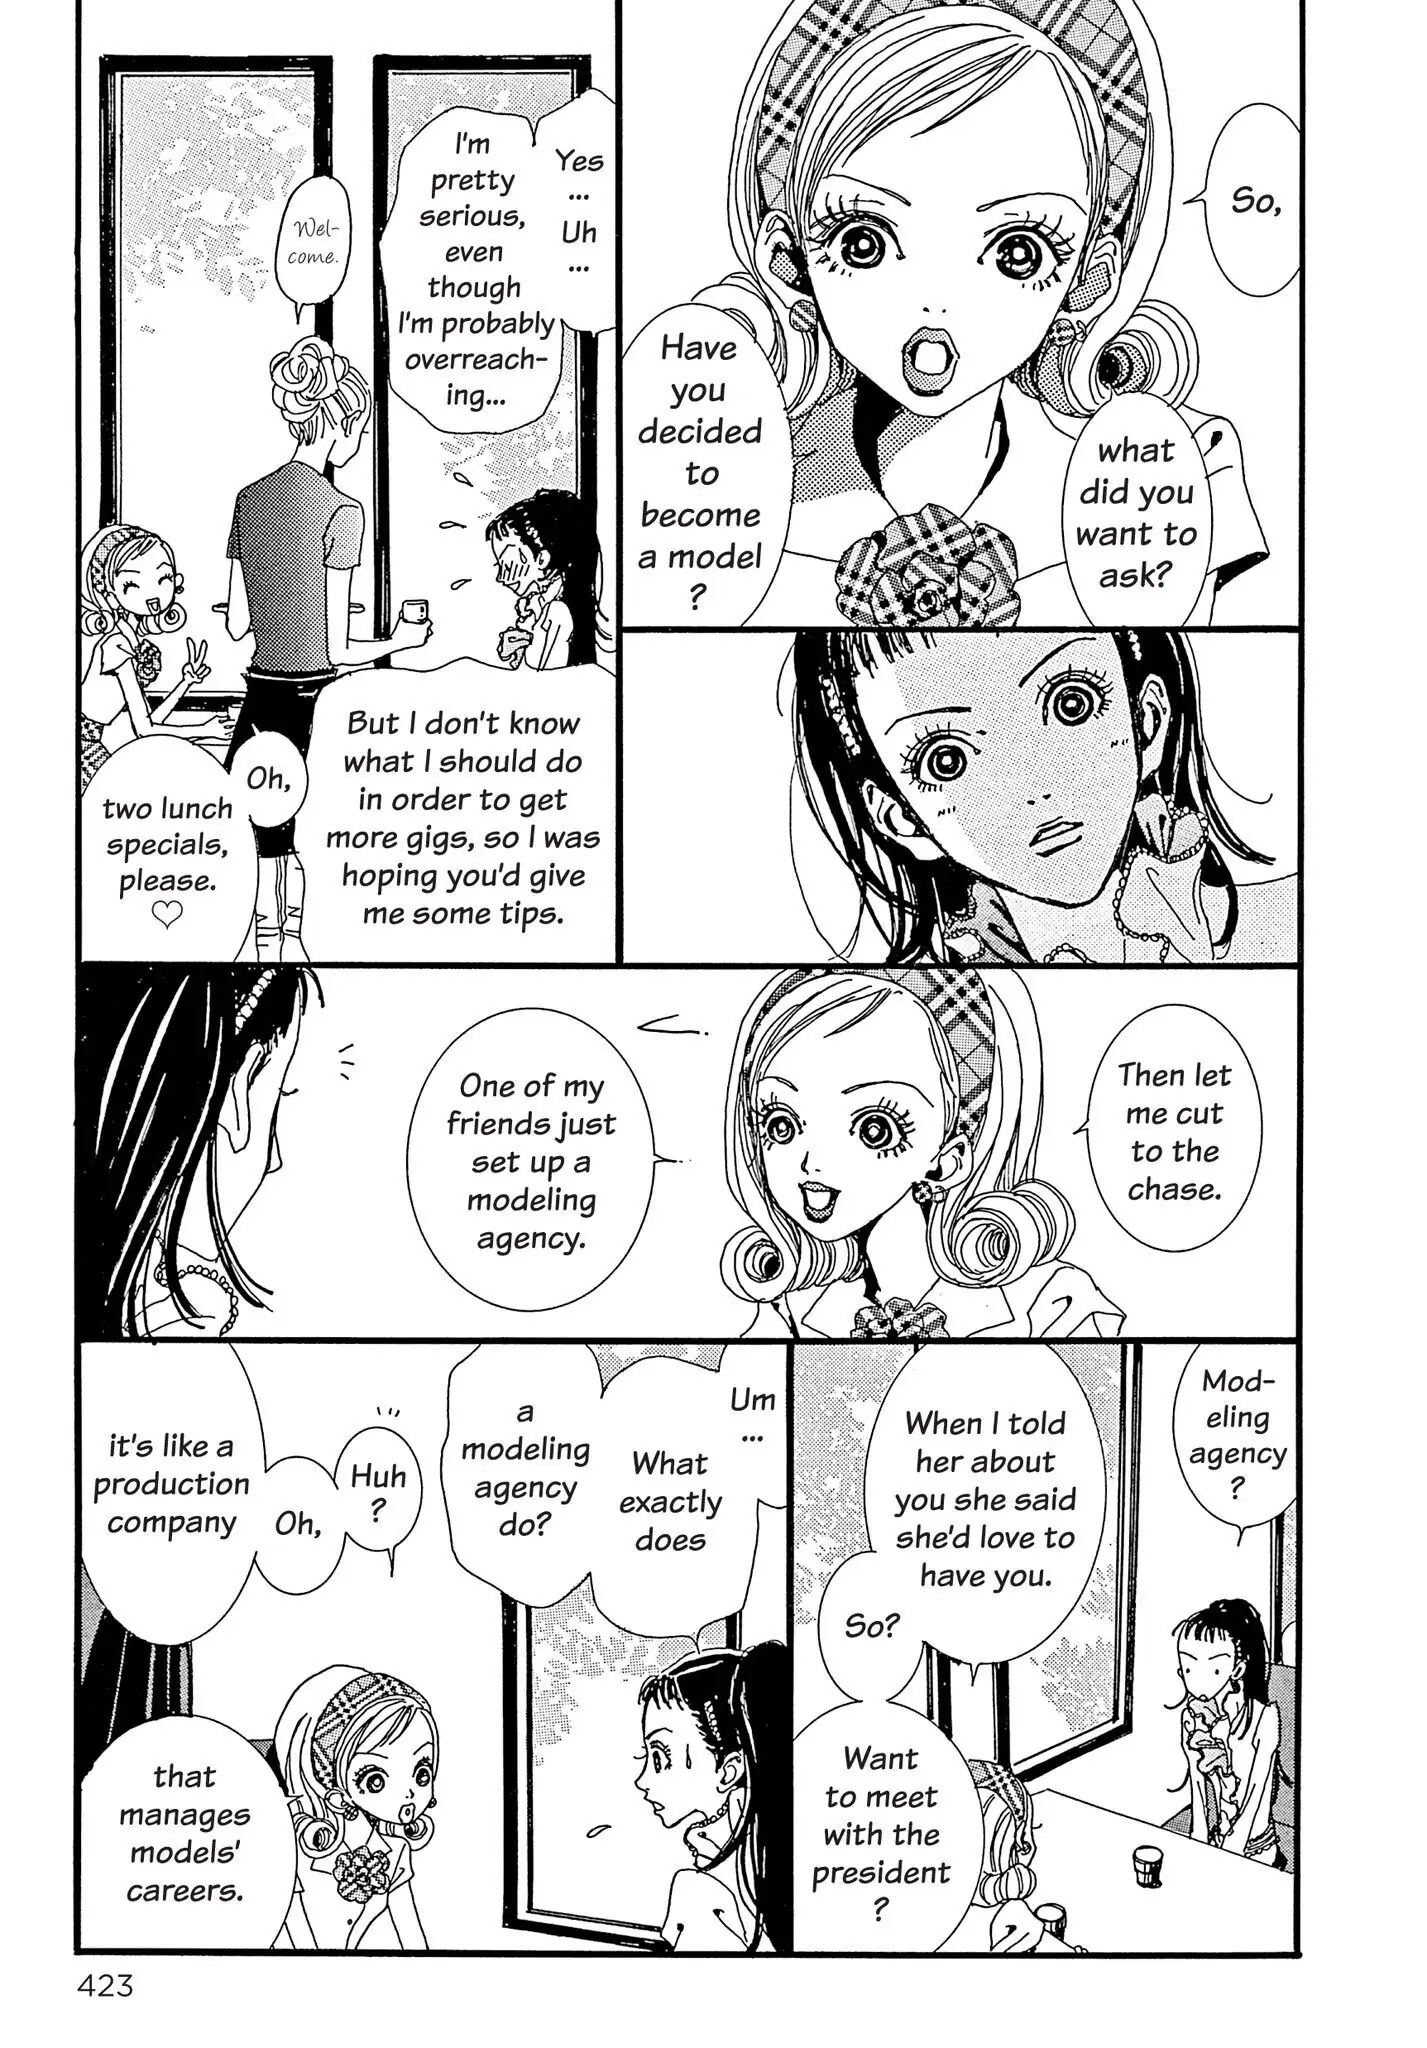 So,
what
did you
want to
ask?
Have
you
decided
to
become
a model
?
Yes
...
Uh
...
I'm
pretty
serious,
even
though
I'm probably
overreach-
ing...
Wel-
come.
But I don't know
what I should do
in order to get
more gigs, so I was
hoping you'd give
me some tips.
Oh,
two lunch
specials,
please.
♡
Then let
me cut
to the
chase.
One of my
friends just
set up a
modeling
agency.
Mod-
eling
agency
?
When I told
her about
you she said
she'd love to
have you.
So?
Want
to meet
with the
president
?
Um
...
What
exactly
does
a
modeling
agency
do?
Huh
?
Oh,
it's like a
production
company
that
manages
models'
careers.
423